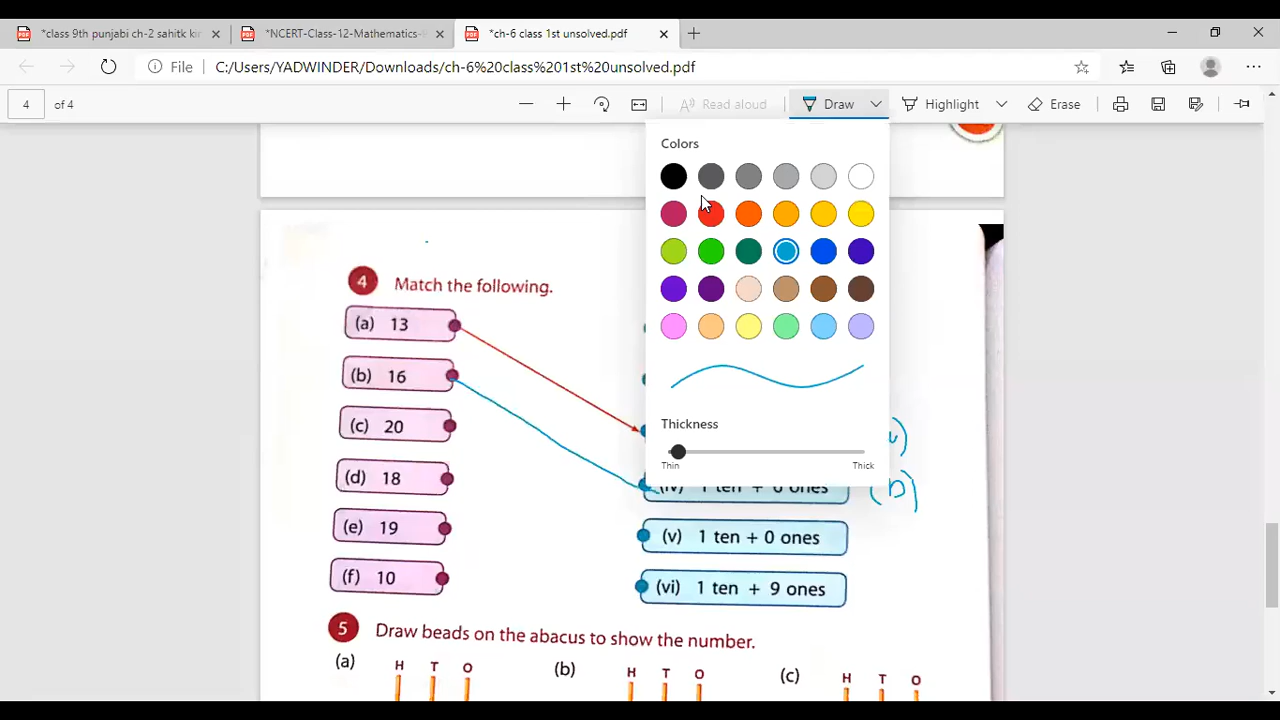 *class 9th punjabi ch-2 sahitk ki
*NCERT-Class-12-Mathematics-
*ch-6 class 1st unsolved.pdf
File
C:/Users/YADWINDER/Downloads/ch-6%20class%201st%20unsolved.pdf
4 of 4
Read aloud
Draw
Highlight
Erase
Colors
Thickness
Thin
Thick
4 Match the following.
(a) 13
(b) 16
(c) 20
(d) 18
(e) 19
(f) 10
(iv) 1 ten + 6 ones
(b)
(v) 1 ten + 0 ones
(vi) 1 ten + 9 ones
5 Draw beads on the abacus to show the number.
(a) H T O
(b) H T O
(c) H T O